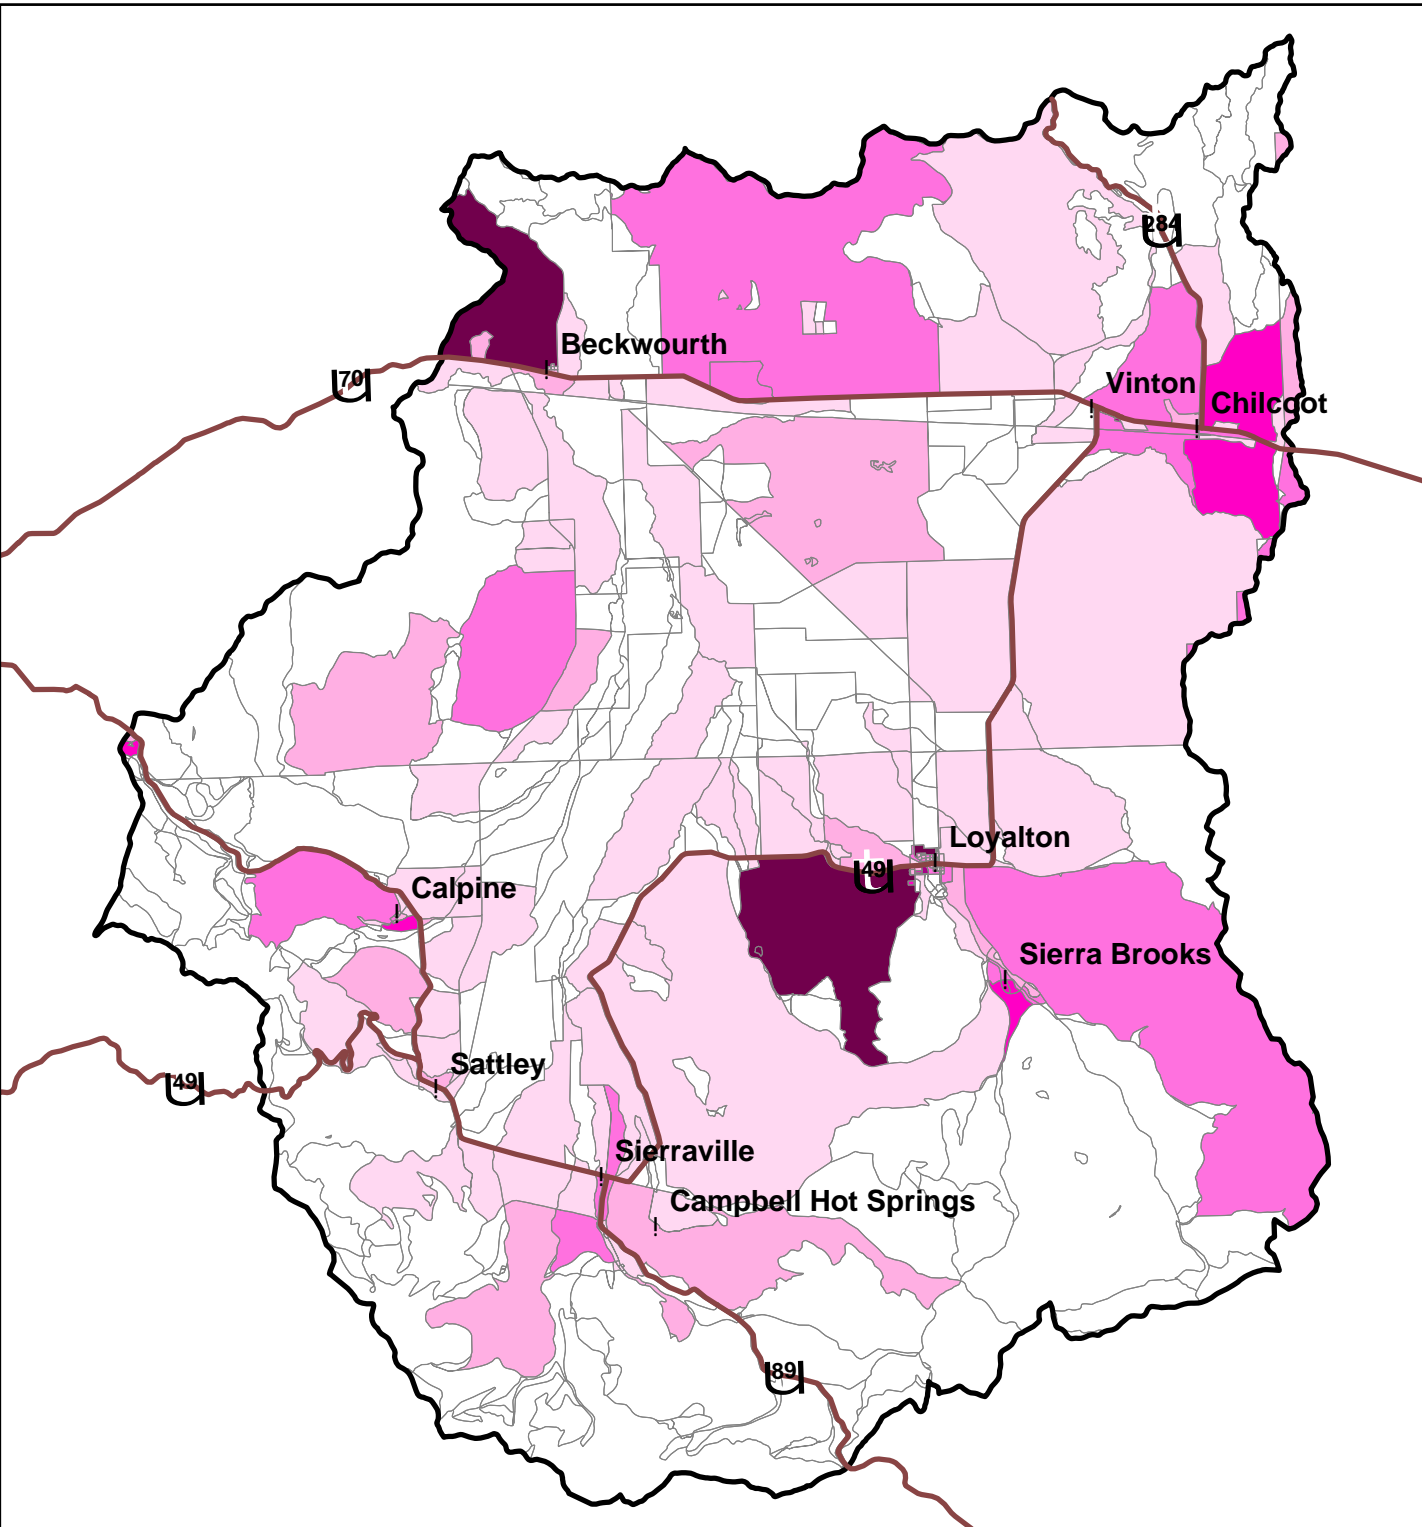 284
Beckwourth
70
Vinton
Chilcoot
Loyalton
49
Calpine
Sierra Brooks
Sattley
49
Sierraville
Campbell Hot Springs
89